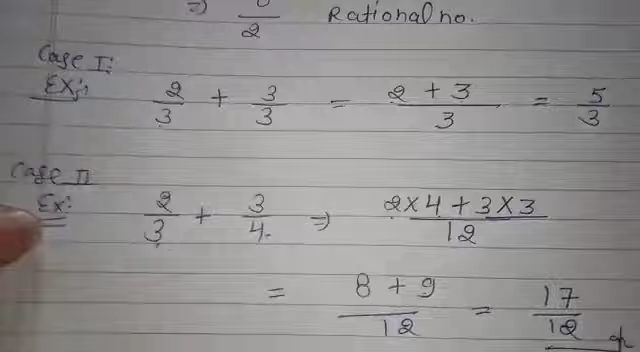 ⇒ /2 Rational no.
Case I:
EX:, 2/3 + 3/3 = 2 + 3/3 = 5/3
Case II
Ex: 2/3 + 3/4 ⇒ 2×4 + 3×3/12
= 8 + 9/12 = 17/12